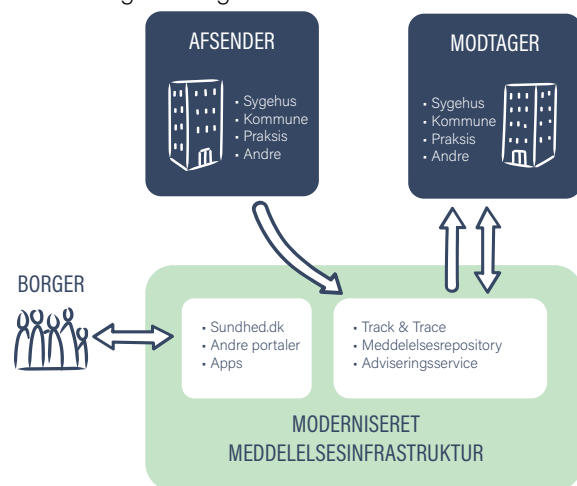 AFSENDER
• Sygehus
• Kommune
• Praksis
• Andre
MODTAGER
• Sygehus
• Kommune
• Praksis
• Andre
BORGER
• Sundhed.dk
• Andre portaler
• Apps
• Track & Trace
• Meddelelsesrepository
• Adviseringsservice
MODERNISERET
MEDDELELSESINFRASTRUKTUR